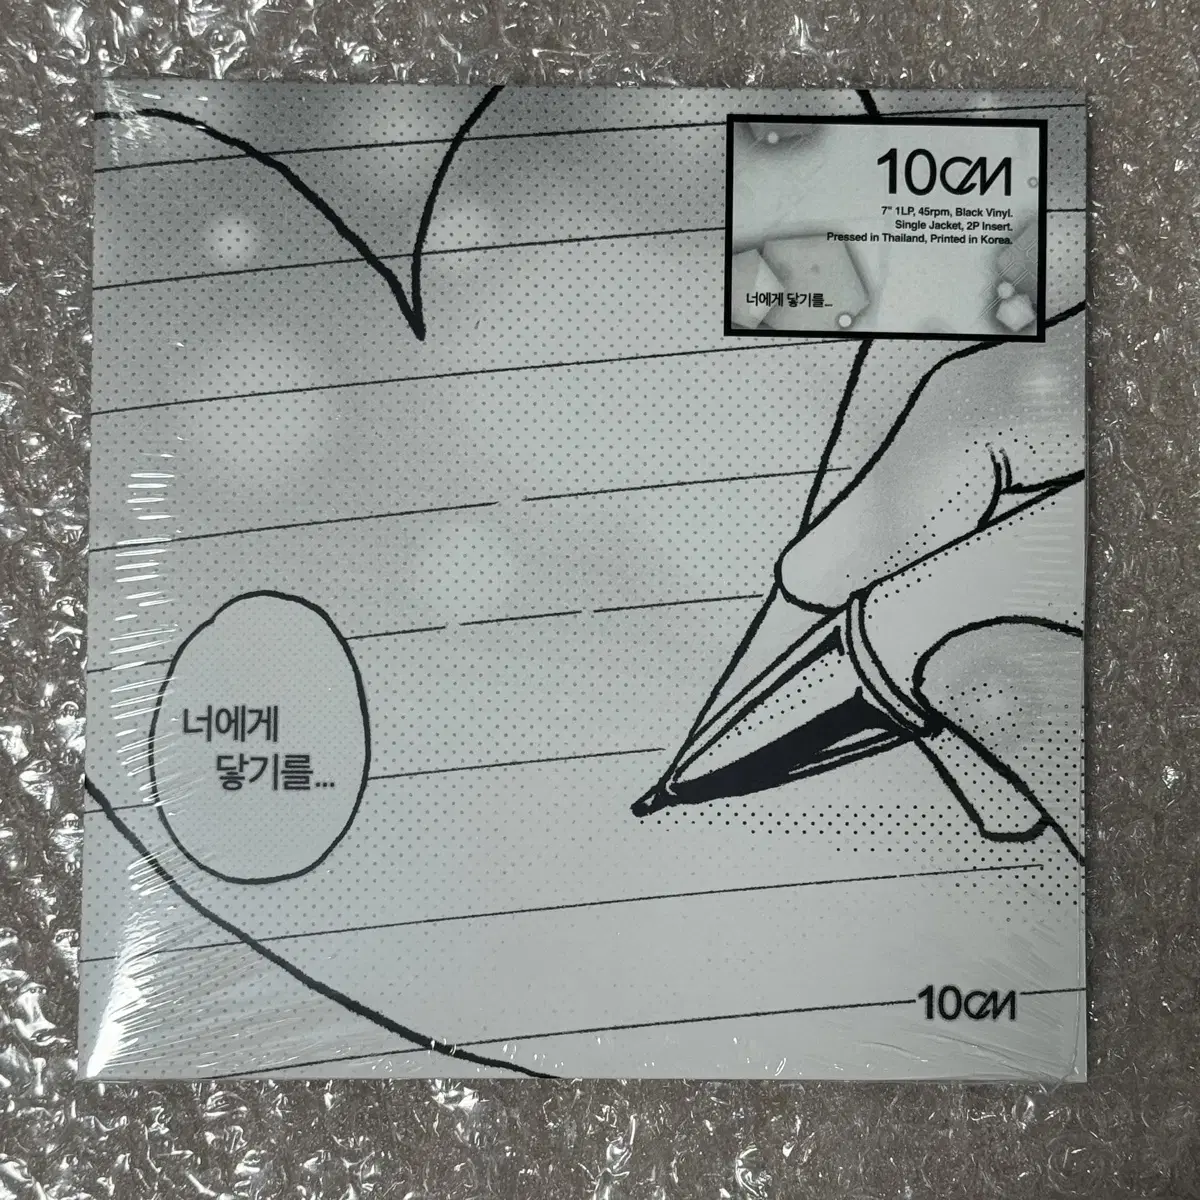 10CM
7" 1LP, 45rpm, Black Vinyl.
Single Jacket, 2P Insert.
Pressed in Thailand, Printed in Korea.
너에게 닿기를...
너에게
닿기를...
10CM